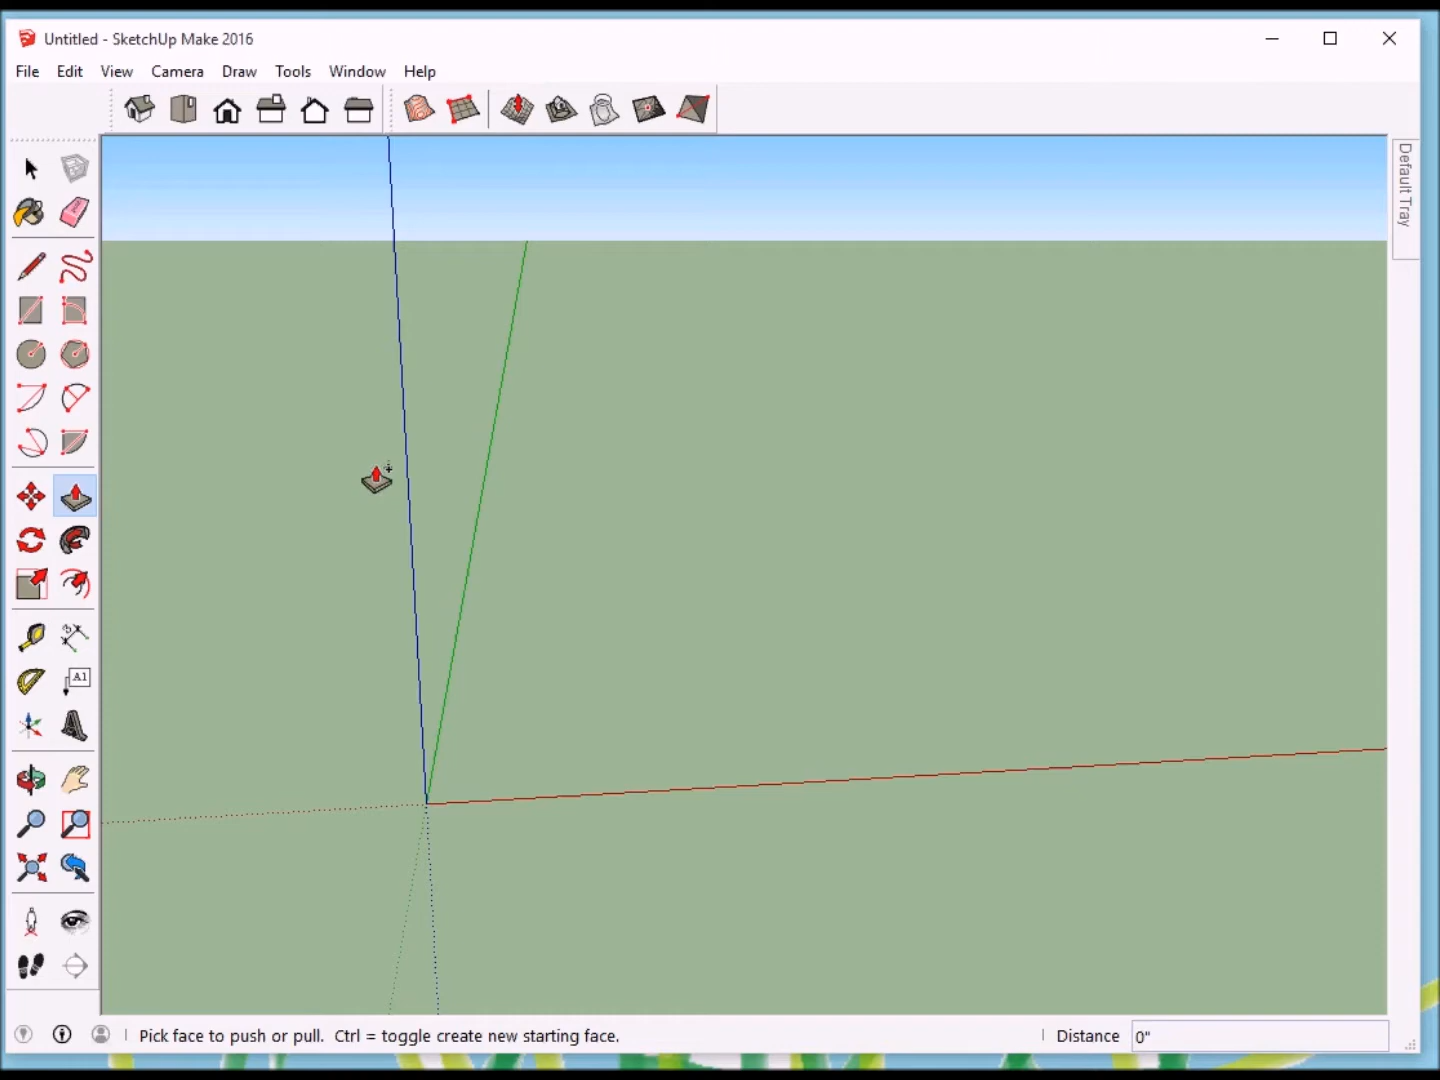 Untitled - SketchUp Make 2016
File Edit View Camera Draw Tools Window Help
Default Tray
A1
Pick face to push or pull. Ctrl = toggle create new starting face.
Distance 0"